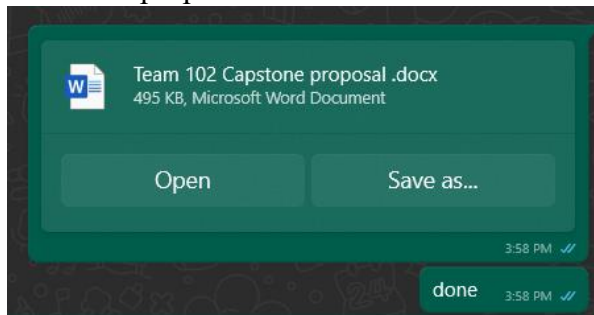 Team 102 Capstone proposal .docx
495 KB, Microsoft Word Document
Open
Save as...
3:58 PM
done
3:58 PM